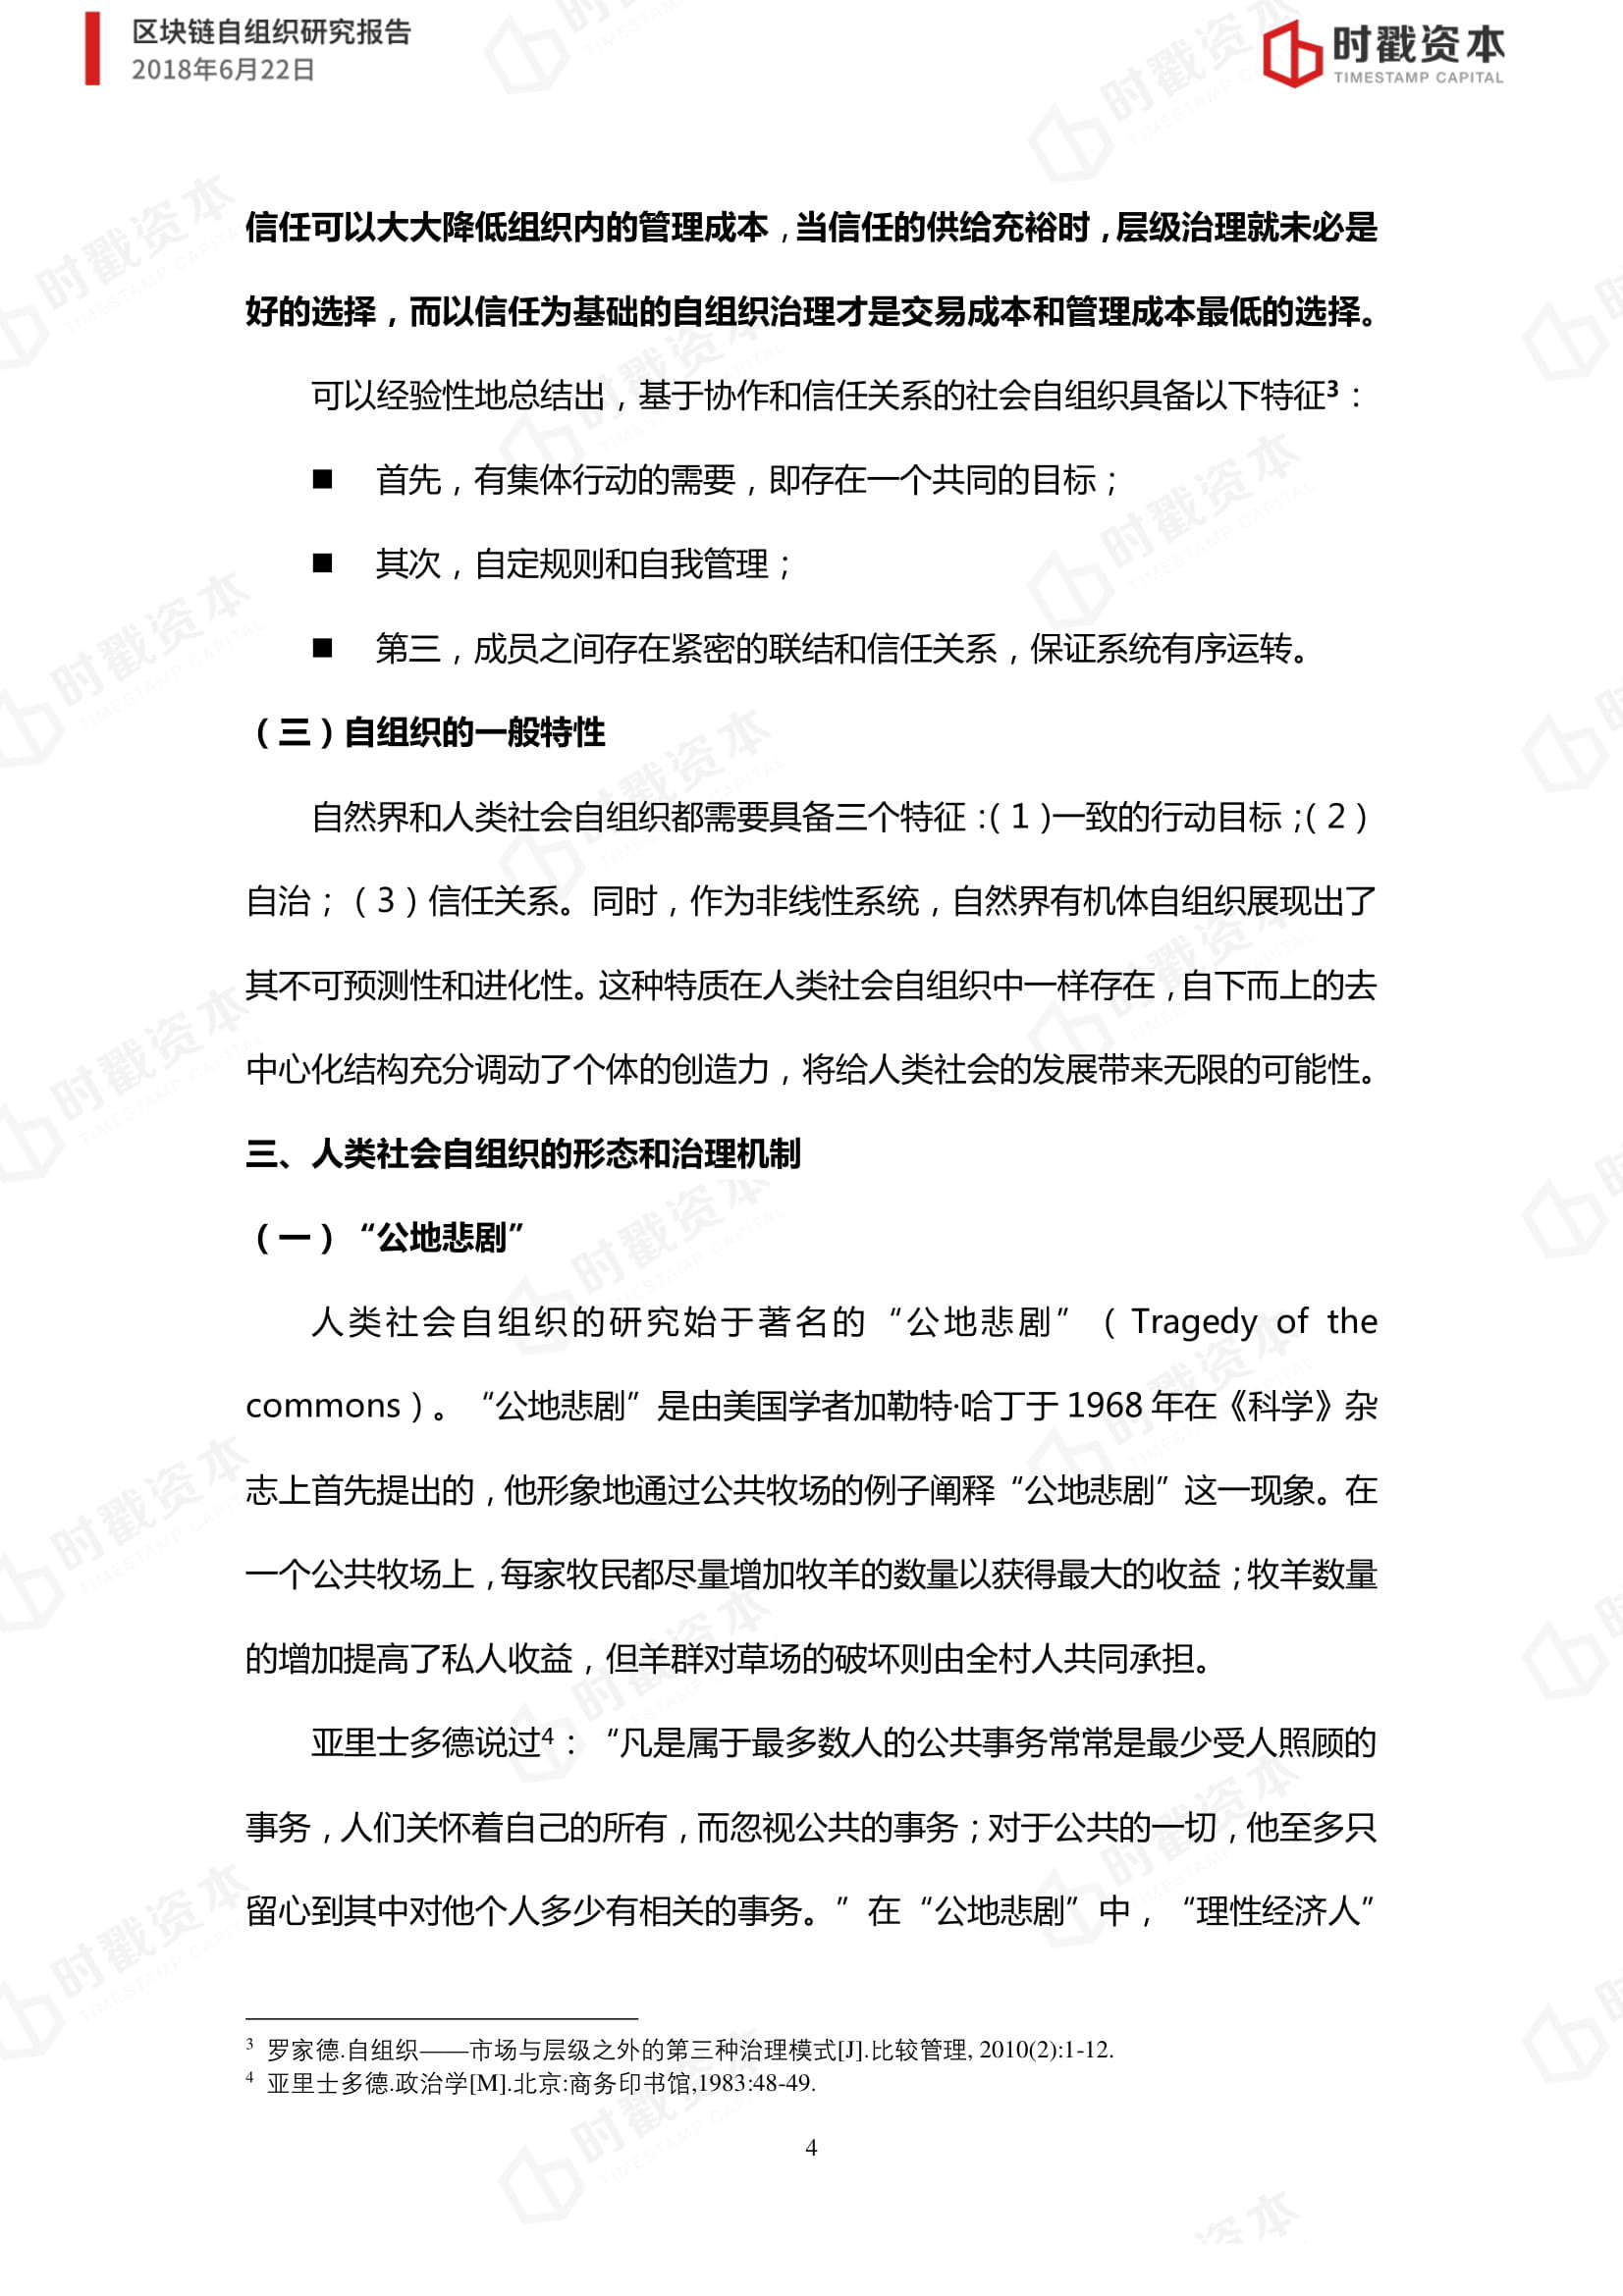 区块链自组织研究报告
2018年6月22日
时戳资本
TIMESTAMP CAPITAL
信任可以大大降低组织内的管理成本，当信任的供给充裕时，层级治理就未必是
好的选择，而以信任为基础的自组织治理才是交易成本和管理成本最低的选择。
可以经验性地总结出，基于协作和信任关系的社会自组织具备以下特征³：
■ 首先，有集体行动的需要，即存在一个共同的目标；
■ 其次，自定规则和自我管理；
■ 第三，成员之间存在紧密的联结和信任关系，保证系统有序运转。
（三）自组织的一般特性
自然界和人类社会自组织都需要具备三个特征：（1）一致的行动目标；（2）
自治；（3）信任关系。同时，作为非线性系统，自然界有机体自组织展现出了
其不可预测性和进化性。这种特质在人类社会自组织中一样存在，自下而上的去
中心化结构充分调动了个体的创造力，将给人类社会的发展带来无限的可能性。
三、人类社会自组织的形态和治理机制
（一）“公地悲剧”
人类社会自组织的研究始于著名的“公地悲剧”（Tragedy of the
commons）。“公地悲剧”是由美国学者加勒特·哈丁于 1968 年在《科学》杂
志上首先提出的，他形象地通过公共牧场的例子阐释“公地悲剧”这一现象。在
一个公共牧场上，每家牧民都尽量增加牧羊的数量以获得最大的收益；牧羊数量
的增加提高了私人收益，但羊群对草场的破坏则由全村人共同承担。
亚里士多德说过⁴：“凡是属于最多数人的公共事务常常是最少受人照顾的
事务，人们关怀着自己的所有，而忽视公共的事务；对于公共的一切，他至多只
留心到其中对他个人多少有相关的事务。”在“公地悲剧”中，“理性经济人”
³ 罗家德.自组织——市场与层级之外的第三种治理模式[J].比较管理, 2010(2):1-12.
⁴ 亚里士多德.政治学[M].北京:商务印书馆,1983:48-49.
4